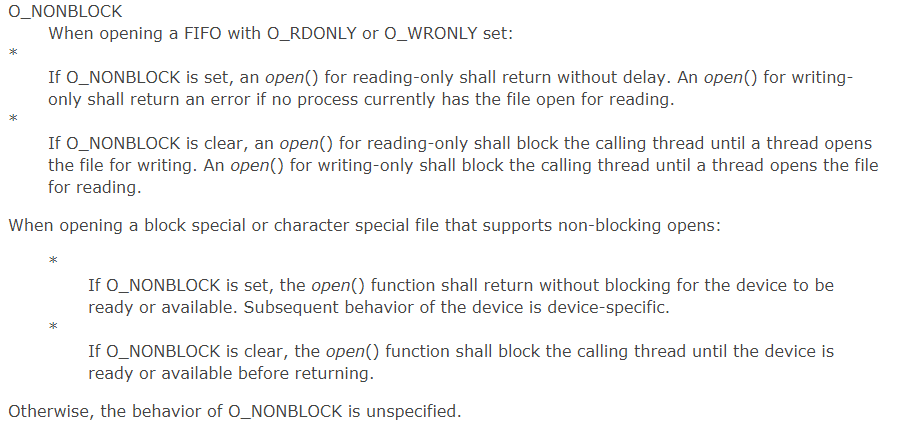 O_NONBLOCK
When opening a FIFO with O_RDONLY or O_WRONLY set:
*
If O_NONBLOCK is set, an open() for reading-only shall return without delay. An open() for writing-
only shall return an error if no process currently has the file open for reading.
*
If O_NONBLOCK is clear, an open() for reading-only shall block the calling thread until a thread opens
the file for writing. An open() for writing-only shall block the calling thread until a thread opens the file
for reading.
When opening a block special or character special file that supports non-blocking opens:
*
If O_NONBLOCK is set, the open() function shall return without blocking for the device to be
ready or available. Subsequent behavior of the device is device-specific.
*
If O_NONBLOCK is clear, the open() function shall block the calling thread until the device is
ready or available before returning.
Otherwise, the behavior of O_NONBLOCK is unspecified.